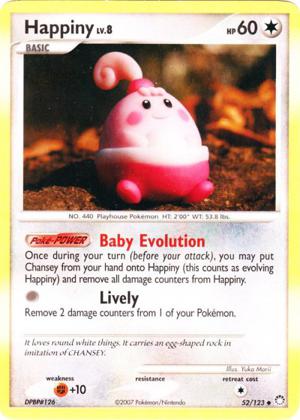 Happiny LV.8 HP 60
BASIC
NO. 440 Playhouse Pokémon HT: 2'00" WT: 53.8 lbs.
Poké-POWER Baby Evolution
Once during your turn (before your attack), you may put
Chansey from your hand onto Happiny (this counts as evolving
Happiny) and remove all damage counters from Happiny.
Lively
Remove 2 damage counters from 1 of your Pokémon.
It loves round white things. It carries an egg-shaped rock in
imitation of CHANSEY.
Illus. Yuka Morii
weakness resistance retreat cost
+10
DPBP#126 ©2007 Pokémon/Nintendo 52/123